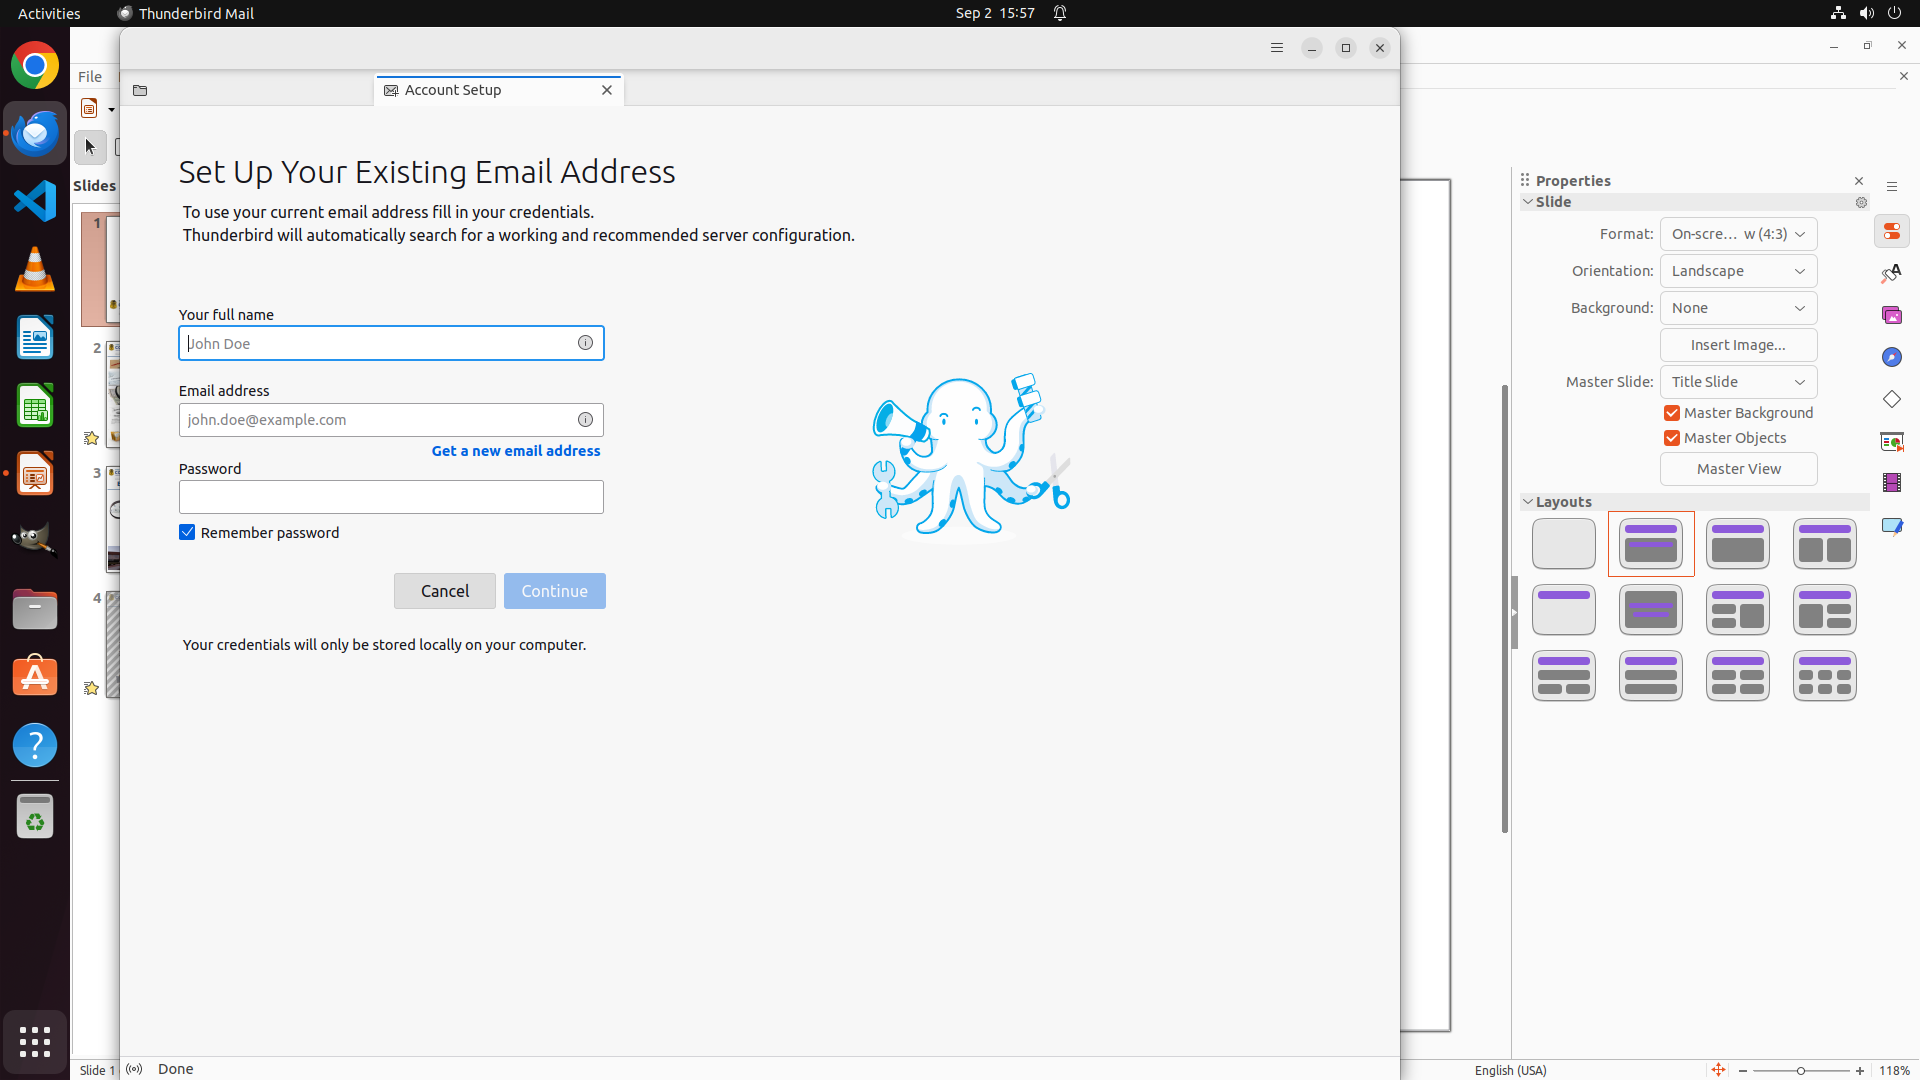 Activities
Thunderbird Mail
Sep 2 15:57
File
Account Setup
Set Up Your Existing Email Address
To use your current email address fill in your credentials.
Thunderbird will automatically search for a working and recommended server configuration.
Your full name
John Doe
Email address
john.doe@example.com
Get a new email address
Password
Remember password
Cancel
Continue
Your credentials will only be stored locally on your computer.
Slides
1
2
3
4
Properties
Slide
Format:
On-scre... w (4:3)
Orientation:
Landscape
Background:
None
Insert Image...
Master Slide:
Title Slide
Master Background
Master Objects
Master View
Layouts
Slide 1
Done
English (USA)
118%